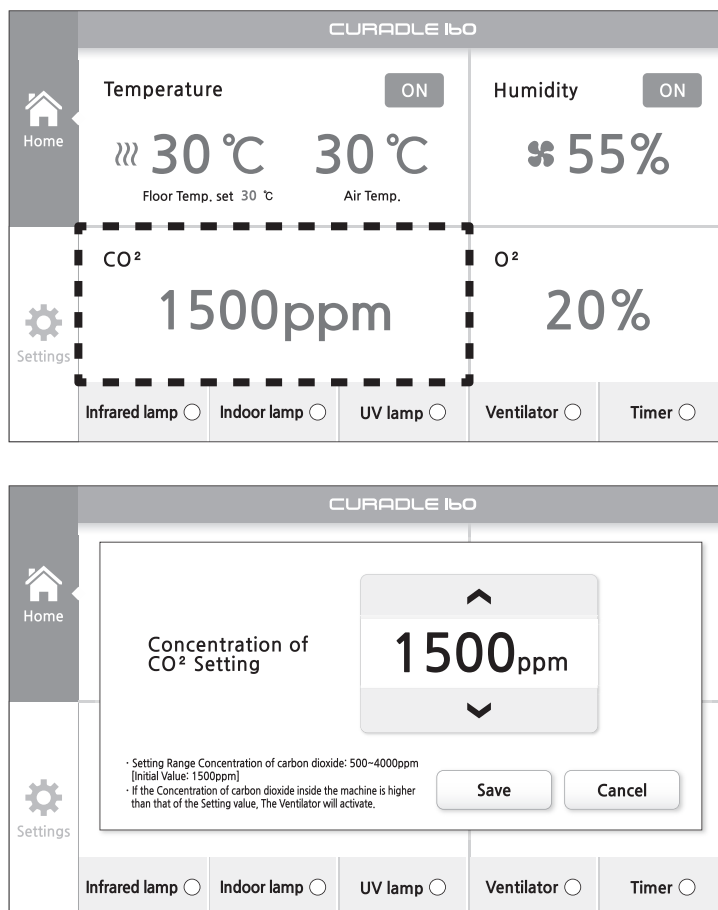 CURADLE 160
Home
Temperature ON
30 ℃ 30 ℃
Floor Temp. set 30 ℃ Air Temp.
Humidity ON
55%
Settings
CO²
1500ppm
O²
20%
Infrared lamp Indoor lamp UV lamp Ventilator Timer
CURADLE 160
Home
Concentration of
CO² Setting
1500ppm
· Setting Range Concentration of carbon dioxide: 500~4000ppm
[Initial Value: 1500ppm]
· If the Concentration of carbon dioxide inside the machine is higher
than that of the Setting value, The Ventilator will activate.
Save Cancel
Settings
Infrared lamp Indoor lamp UV lamp Ventilator Timer